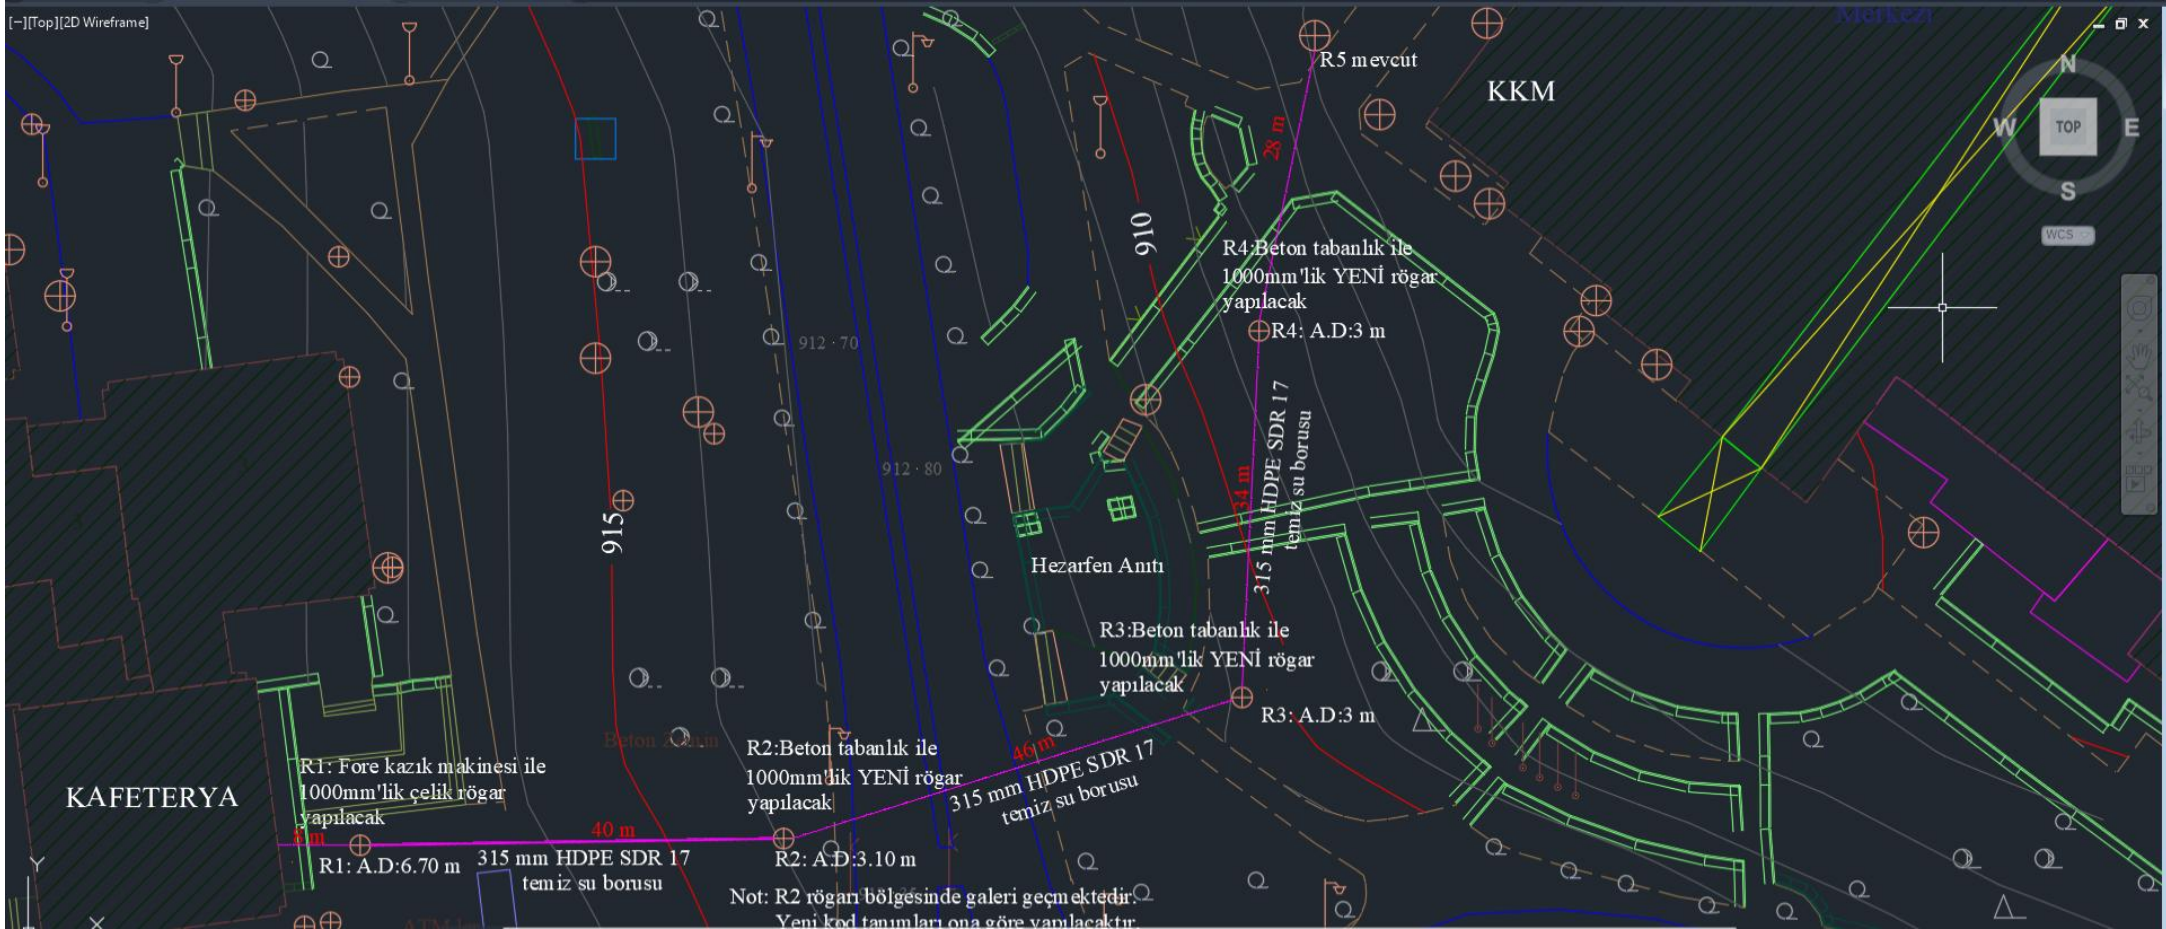 [−][Top][2D Wireframe]
Merkezi
R5 mevcut
KKM
N
W
TOP
E
S
WCS
28 m
910
R4:Beton tabanlık ile
1000mm'lik YENİ rögar
yapılacak
R4: A.D:3 m
912 · 70
912 · 80
915
34 m
315 mm HDPE SDR 17
temiz su borusu
Hezarfen Anıtı
R3:Beton tabanlık ile
1000mm'lik YENİ rögar
yapılacak
R3: A.D:3 m
Beton Zemin
R2:Beton tabanlık ile
1000mm'lik YENİ rögar
yapılacak
46 m
315 mm HDPE SDR 17
temiz su borusu
R1: Fore kazık makinesi ile
1000mm'lik çelik rögar
yapılacak
KAFETERYA
8 m
40 m
R1: A.D:6.70 m
315 mm HDPE SDR 17
temiz su borusu
R2: A.D:3.10 m
Not: R2 rögarı bölgesinde galeri geçmektedir.
Yeni kod tanımları ona göre yapılacaktır.
Y
X
ATM